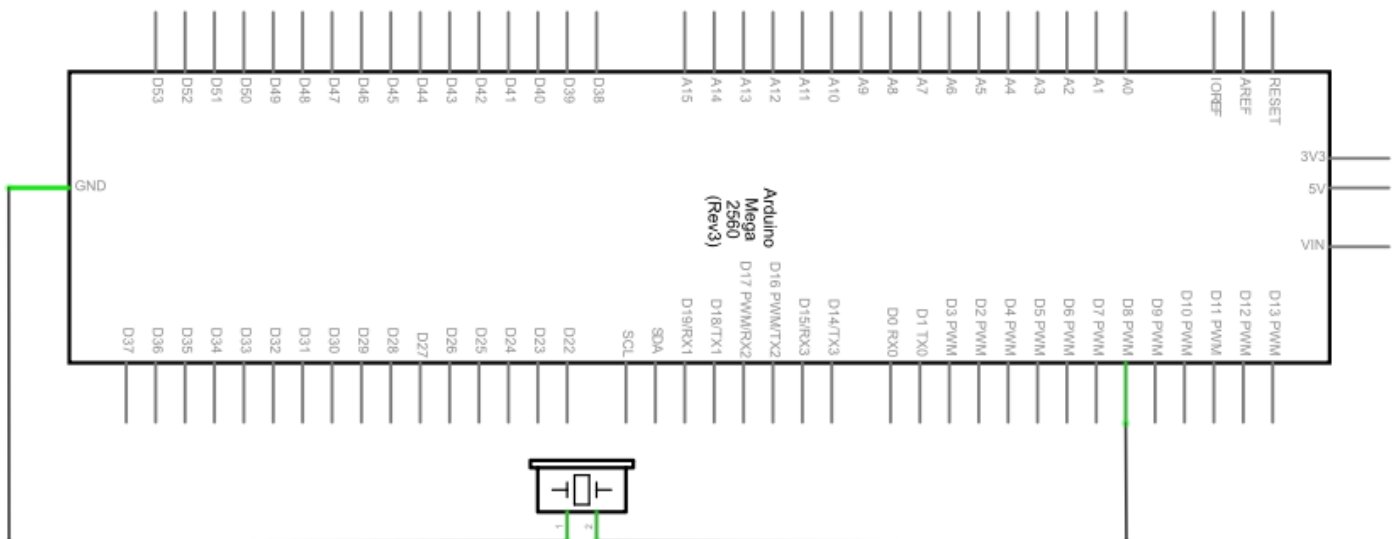 D53
D52
D51
D50
D49
D48
D47
D46
D45
D44
D43
D42
D41
D40
D39
D38
A15
A14
A13
A12
A11
A10
A9
A8
A7
A6
A5
A4
A3
A2
A1
A0
IOREF
AREF
RESET
3V3
5V
VIN
GND
Arduino
Mega
2560
(Rev3)
D37
D36
D35
D34
D33
D32
D31
D30
D29
D28
D27
D26
D25
D24
D23
D22
SCL
SDA
D19/RX1
D18/TX1
D17 PWM/RX2
D16 PWM/TX2
D15/RX3
D14/TX3
D0 RX0
D1 TX0
D3 PWM
D2 PWM
D4 PWM
D5 PWM
D6 PWM
D7 PWM
D8 PWM
D9 PWM
D10 PWM
D11 PWM
D12 PWM
D13 PWM
1
2